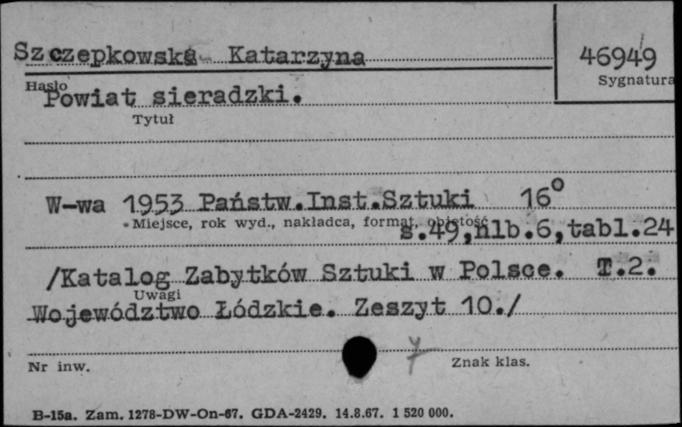 Szczepkowska Katarzyna
46949
Hasło
Sygnatura
Powiat sieradzki.
Tytuł
W-wa 1953 Państw.Inst.Sztuki 16°
Miejsce, rok wyd., nakładca, format, objętość
s.49,nlb.6,tabl.24
/Katalog Zabytków Sztuki w Polsce. T.2.
Uwagi
Województwo Łódzkie. Zeszyt 10./
Nr inw.
Znak klas.
B-15a. Zam. 1278-DW-On-67. GDA-2429. 14.8.67. 1 520 000.